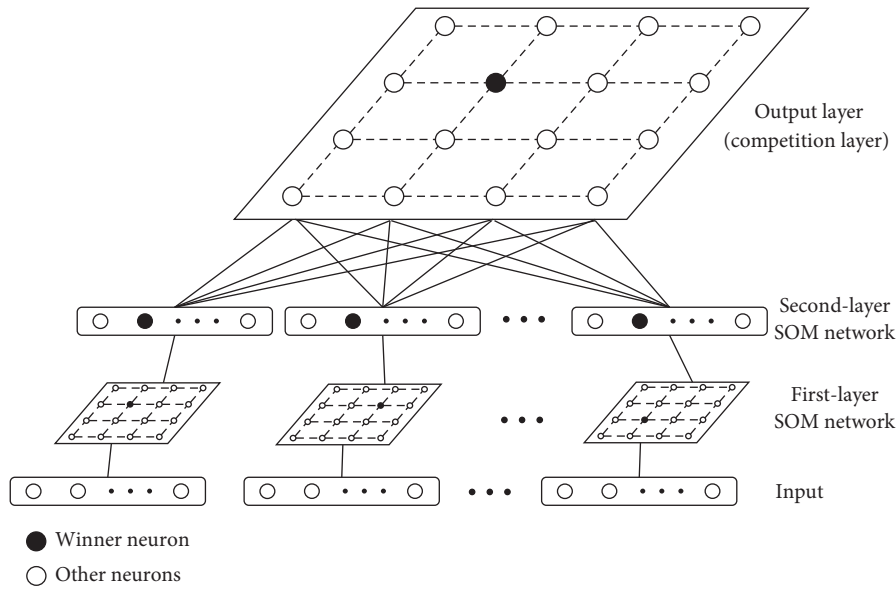 Output layer
(competition layer)
Second-layer
SOM network
First-layer
SOM network
Input
Winner neuron
Other neurons